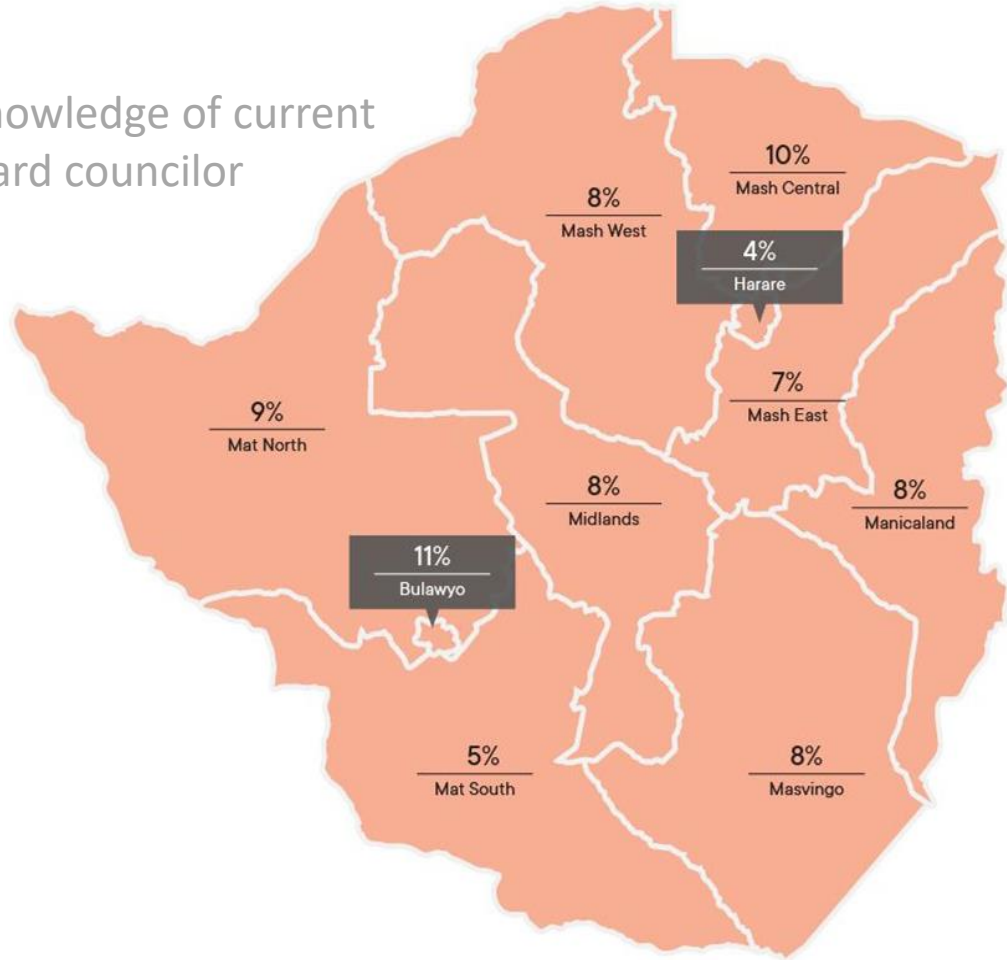 nowledge of current
ard councilor
10%
Mash Central
8%
Mash West
4%
Harare
7%
Mash East
9%
Mat North
8%
Midlands
8%
Manicaland
11%
Bulawyo
5%
Mat South
8%
Masvingo